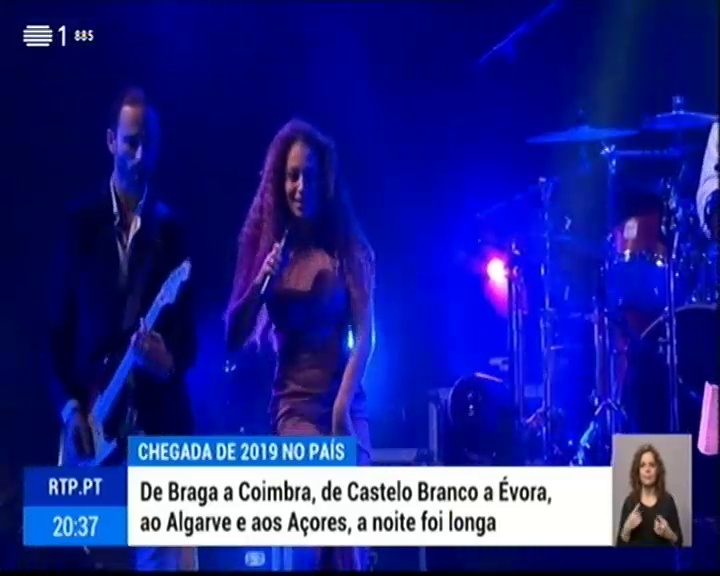 1 885
CHEGADA DE 2019 NO PAÍS
RTP.PT
De Braga a Coimbra, de Castelo Branco a Évora,
20:37
ao Algarve e aos Açores, a noite foi longa